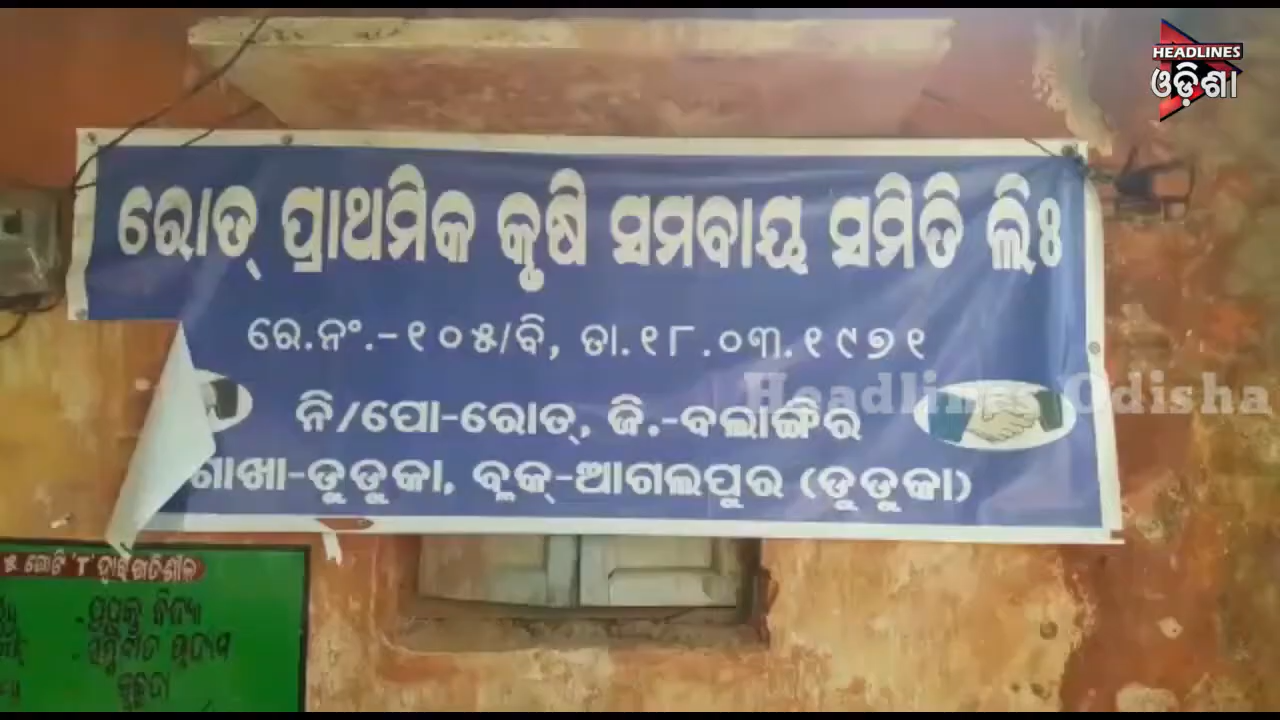 HEADLINES
ଓଡ଼ିଶା
ରୋତ୍ ପ୍ରାଥମିକ କୃଷି ସମବାୟ ସମିତି ଲିଃ
ରେ.ନଂ.-୧୦୫/ବି, ତା.୧୮.୦୩.୧୯୭୧
Headlines Odisha
ନି/ପୋ-ରୋତ୍, ଜି.-ବଲାଙ୍ଗିର
ଶାଖା-ଡୁଡୁକା, ବ୍ଲକ୍-ଆଗଲପୁର (ଡୁଡୁକା)
'T'